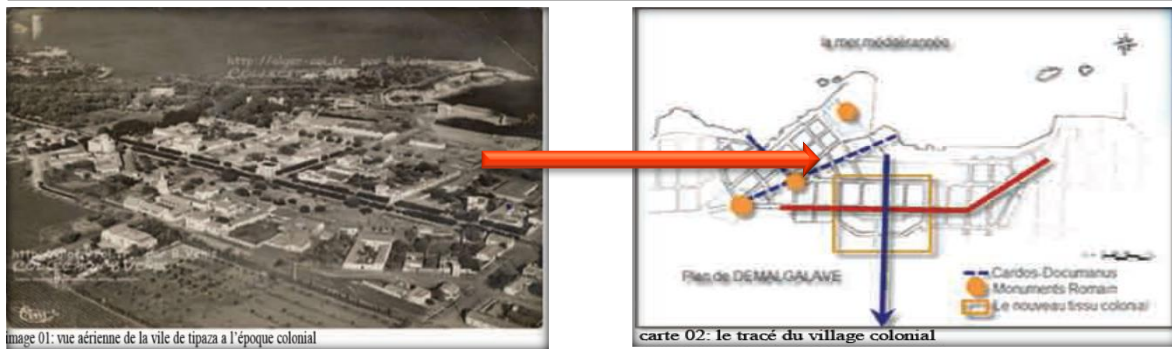 image 01: vue aérienne de la vile de tipaza a l'époque colonial
la mer méditérannée
Plan de DEMALGALAVE
Cardos-Documanus
Monuments Romain
Le nouveau tissu colonial
carte 02: le tracé du village colonial